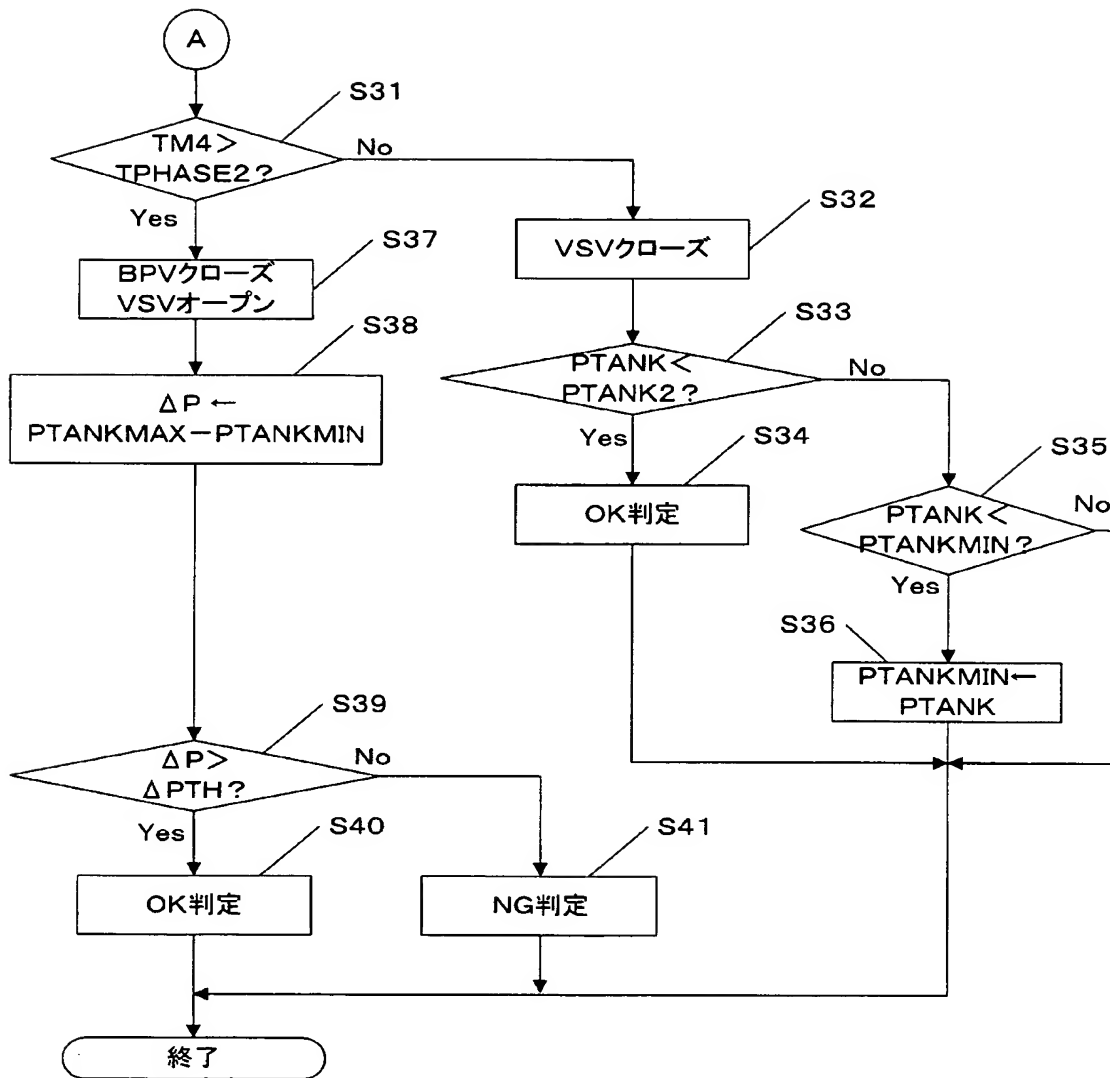 A
S31
TM4>
TPHASE2?
No
Yes
S32
VSVクローズ
S37
BPVクローズ
VSVオープン
S33
PTANK<
PTANK2?
No
Yes
S38
ΔP←
PTANKMAX−PTANKMIN
S34
OK判定
S35
PTANK<
PTANKMIN?
No
Yes
S36
PTANKMIN←
PTANK
S39
ΔP>
ΔPTH?
No
Yes
S40
OK判定
S41
NG判定
終了